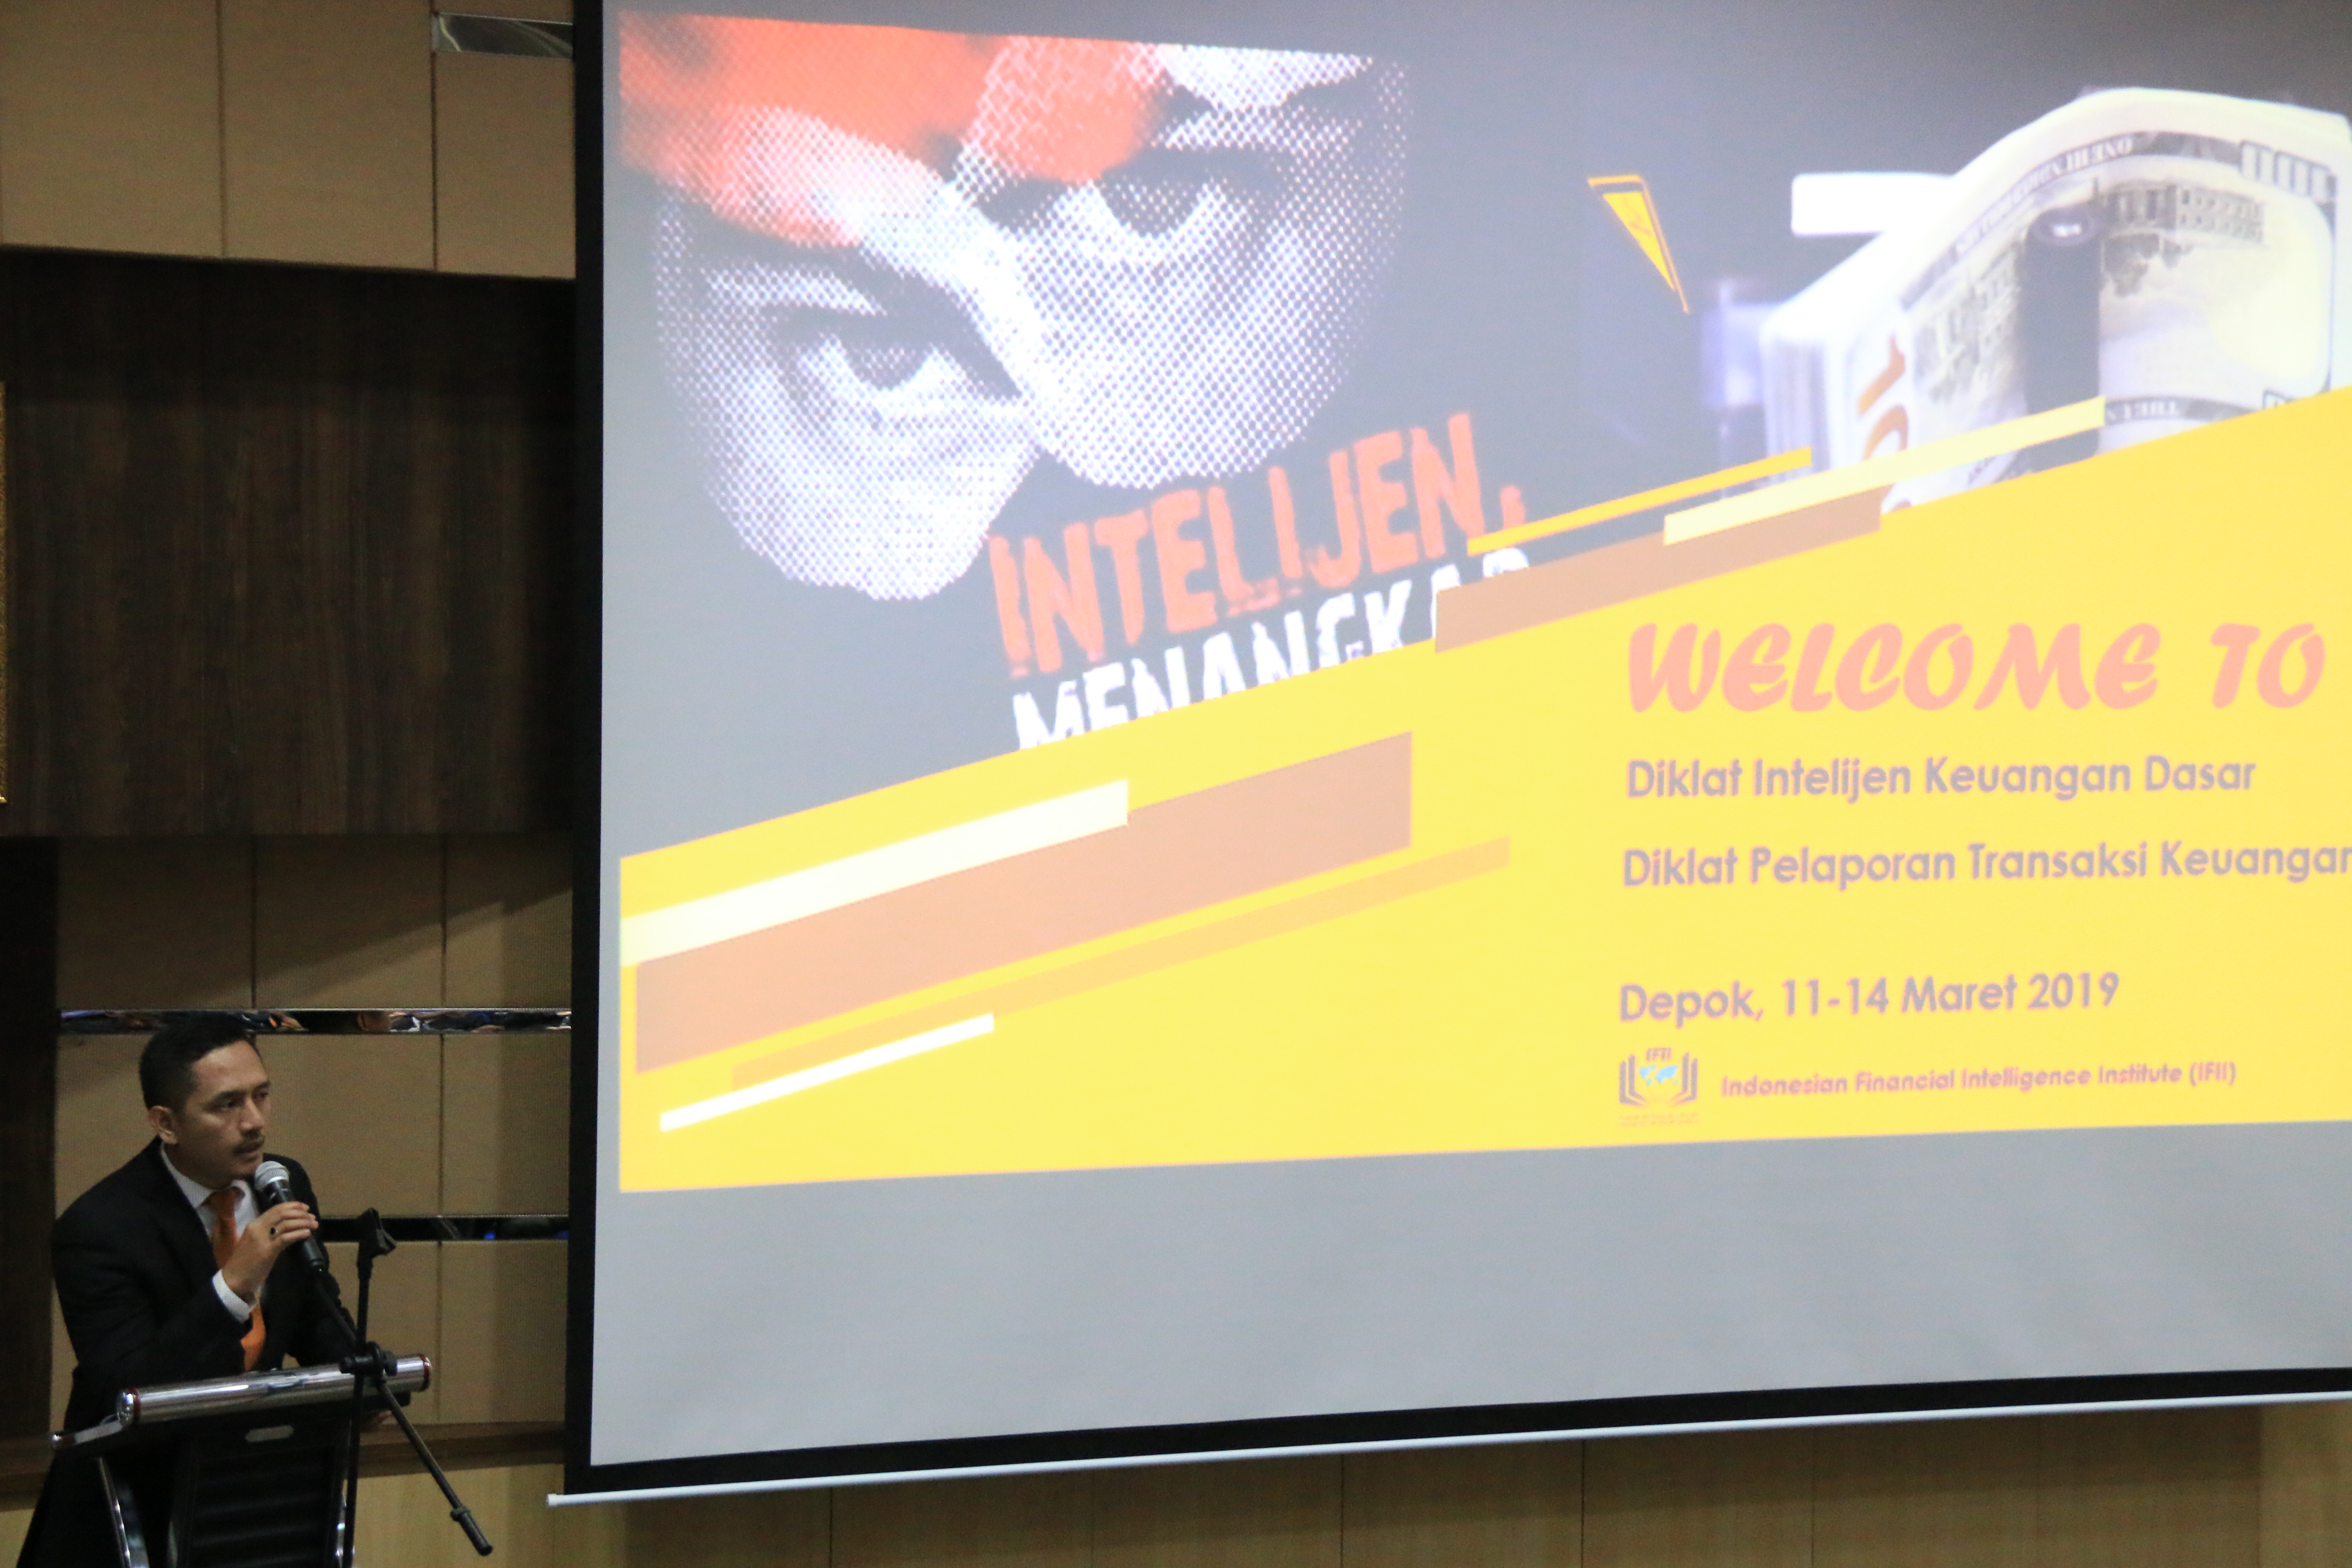 INTELIJEN,
WELCOME TO
Diklat Intelijen Keuangan Dasar
Diklat Pelaporan Transaksi Keuangan
Depok, 11-14 Maret 2019
IFII
Indonesian Financial Intelligence Institute (IFII)